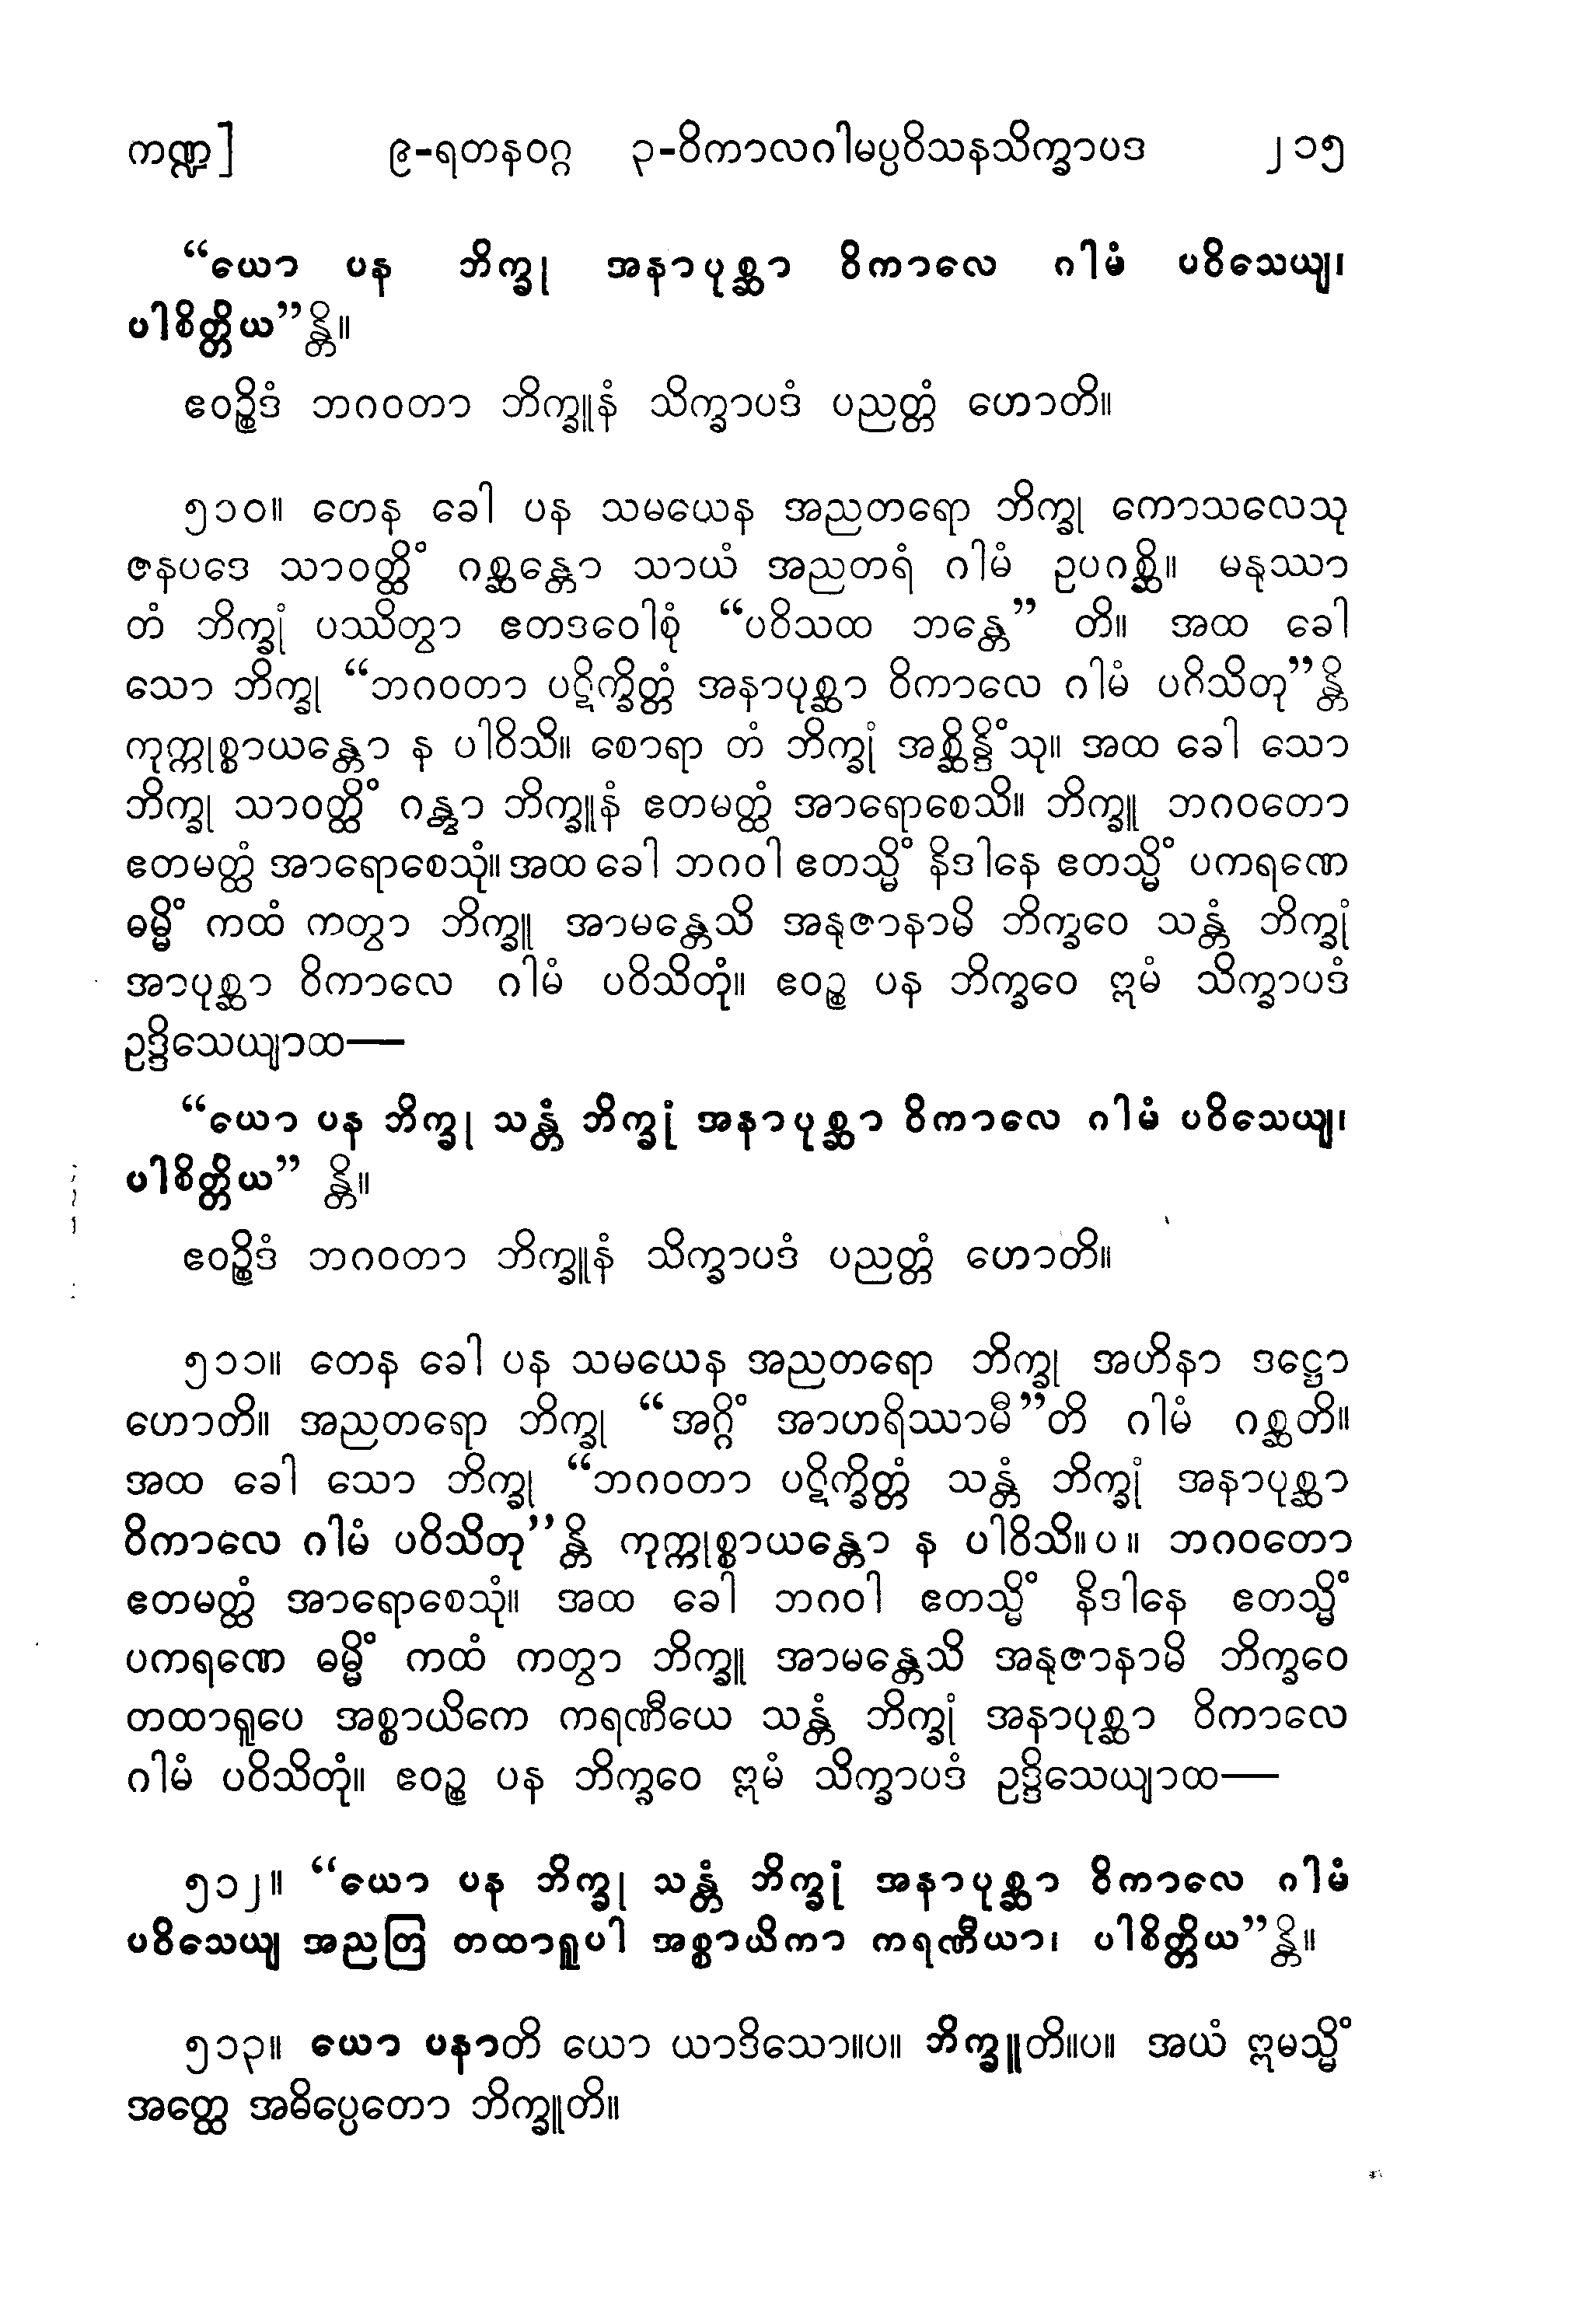 ကဏ္ဍ] ၉-ရတနဝဂ္ဂ ၃-ဝိကာလဂါမပ္ပဝိသနသိက္ခာပဒ ၂၁၅
“ယော ပန ဘိက္ခု အနာပုစ္ဆာ ဝိကာလေ ဂါမံ ပဝိသေယျ၊
ပါစိတ္တိယ”န္တိ။
ဧဝဉ္စိဒံ ဘဂဝတာ ဘိက္ခူနံ သိက္ခာပဒံ ပညတ္တံ ဟောတိ။
၅၁၀။ တေန ခေါ ပန သမယေန အညတရော ဘိက္ခု ကောသလေသု
ဇနပဒေ သာဝတ္ထိံ ဂစ္ဆန္တော သာယံ အညတရံ ဂါမံ ဥပဂစ္ဆိ။ မနုဿာ
တံ ဘိက္ခုံ ပဿိတွာ ဧတဒဝေါစုံ “ပဝိသထ ဘန္တေ” တိ။ အထ ခေါ
သော ဘိက္ခု “ဘဂဝတာ ပဋိက္ခိတ္တံ အနာပုစ္ဆာ ဝိကာလေ ဂါမံ ပဂိသိတု”န္တိ
ကုက္ကုစ္စာယန္တော န ပါဝိသိ။ စောရာ တံ ဘိက္ခုံ အစ္ဆိန္ဒိံသု။ အထ ခေါ သော
ဘိက္ခု သာဝတ္ထိံ ဂန္တွာ ဘိက္ခူနံ ဧတမတ္ထံ အာရောစေသိ။ ဘိက္ခူ ဘဂဝတော
ဧတမတ္ထံ အာရောစေသုံ။ အထ ခေါ ဘဂဝါ ဧတသ္မိံ နိဒါနေ ဧတသ္မိံ ပကရဏေ
ဓမ္မိံ ကထံ ကတွာ ဘိက္ခူ အာမန္တေသိ အနုဇာနာမိ ဘိက္ခဝေ သန္တံ ဘိက္ခုံ
အာပုစ္ဆာ ဝိကာလေ ဂါမံ ပဝိသိတုံ။ ဧဝဉ္စ ပန ဘိက္ခဝေ ဣမံ သိက္ခာပဒံ
ဥဒ္ဒိသေယျာထ—
“ယော ပန ဘိက္ခု သန္တံ ဘိက္ခုံ အနာပုစ္ဆာ ဝိကာလေ ဂါမံ ပဝိသေယျ၊
ပါစိတ္တိယ” န္တိ။
ဧဝဉ္စိဒံ ဘဂဝတာ ဘိက္ခူနံ သိက္ခာပဒံ ပညတ္တံ ဟောတိ။
၅၁၁။ တေန ခေါ ပန သမယေန အညတရော ဘိက္ခု အဟိနာ ဒဋ္ဌော
ဟောတိ။ အညတရော ဘိက္ခု “အဂ္ဂိံ အာဟရိဿာမီ”တိ ဂါမံ ဂစ္ဆတိ။
အထ ခေါ သော ဘိက္ခု “ဘဂဝတာ ပဋိက္ခိတ္တံ သန္တံ ဘိက္ခုံ အနာပုစ္ဆာ
ဝိကာလေ ဂါမံ ပဝိသိတု”န္တိ ကုက္ကုစ္စာယန္တော န ပါဝိသိ။ပ။ ဘဂဝတော
ဧတမတ္ထံ အာရောစေသုံ။ အထ ခေါ ဘဂဝါ ဧတသ္မိံ နိဒါနေ ဧတသ္မိံ
ပကရဏေ ဓမ္မိံ ကထံ ကတွာ ဘိက္ခူ အာမန္တေသိ အနုဇာနာမိ ဘိက္ခဝေ
တထာရူပေ အစ္စာယိကေ ကရဏီယေ သန္တံ ဘိက္ခုံ အနာပုစ္ဆာ ဝိကာလေ
ဂါမံ ပဝိသိတုံ။ ဧဝဉ္စ ပန ဘိက္ခဝေ ဣမံ သိက္ခာပဒံ ဥဒ္ဒိသေယျာထ—
၅၁၂။ “ယော ပန ဘိက္ခု သန္တံ ဘိက္ခုံ အနာပုစ္ဆာ ဝိကာလေ ဂါမံ
ပဝိသေယျ အညတြ တထာရူပါ အစ္စာယိကာ ကရဏီယာ၊ ပါစိတ္တိယ”န္တိ။
၅၁၃။ ယော ပနာတိ ယော ယာဒိသော။ပ။ ဘိက္ခူတိ။ပ။ အယံ ဣမသ္မိံ
အတ္ထေ အဓိပ္ပေတော ဘိက္ခူတိ။